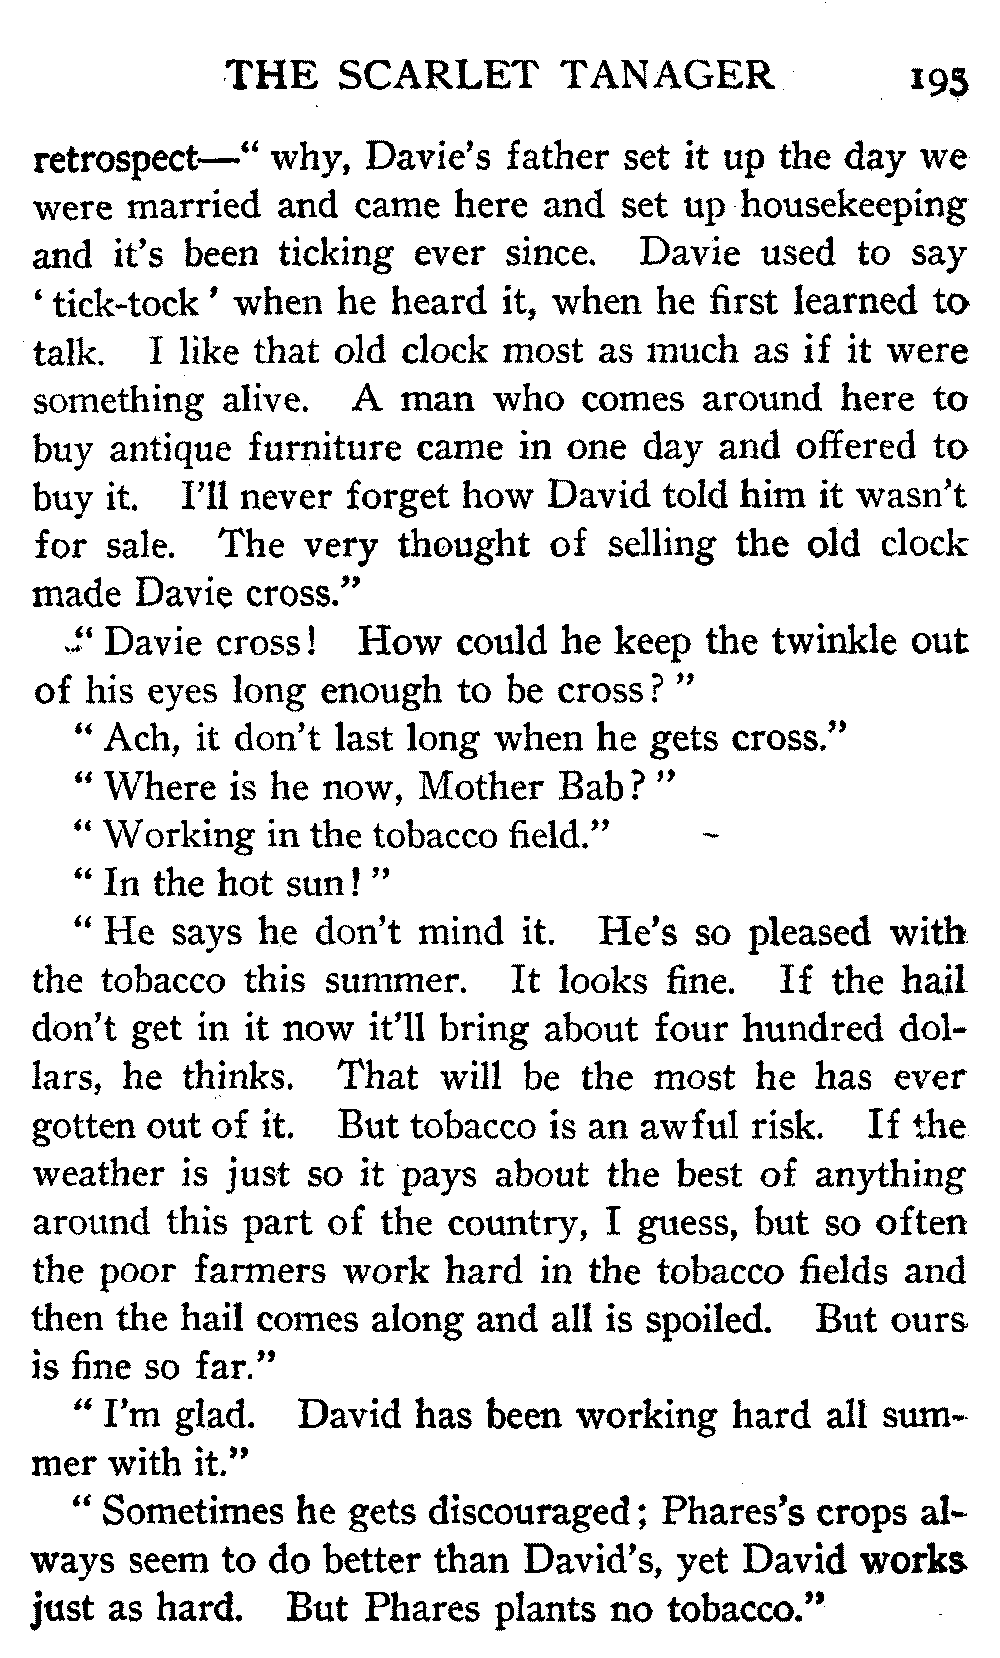 THE SCARLET TANAGER 195
retrospect—“ why, Davie’s father set it up the day we
were married and came here and set up housekeeping
and it’s been ticking ever since. Davie used to say
‘ tick-tock ’ when he heard it, when he first learned to
talk. I like that old clock most as much as if it were
something alive. A man who comes around here to
buy antique furniture came in one day and offered to
buy it. I’ll never forget how David told him it wasn’t
for sale. The very thought of selling the old clock
made Davie cross.”
“ Davie cross! How could he keep the twinkle out
of his eyes long enough to be cross? ”
“ Ach, it don’t last long when he gets cross.”
“ Where is he now, Mother Bab? ”
“ Working in the tobacco field.”
“ In the hot sun! ”
“ He says he don’t mind it. He’s so pleased with
the tobacco this summer. It looks fine. If the hail
don’t get in it now it’ll bring about four hundred dol-
lars, he thinks. That will be the most he has ever
gotten out of it. But tobacco is an awful risk. If the
weather is just so it pays about the best of anything
around this part of the country, I guess, but so often
the poor farmers work hard in the tobacco fields and
then the hail comes along and all is spoiled. But ours
is fine so far.”
“ I’m glad. David has been working hard all sum-
mer with it.”
“ Sometimes he gets discouraged; Phares’s crops al-
ways seem to do better than David’s, yet David works
just as hard. But Phares plants no tobacco.”